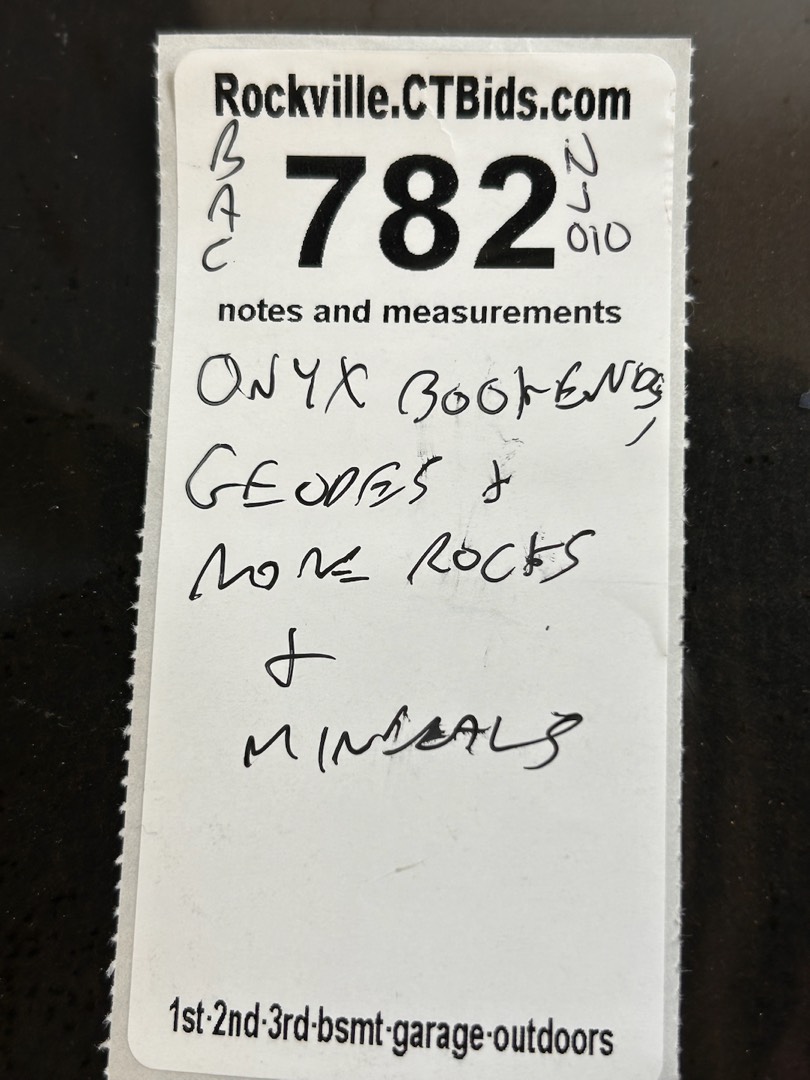 Rockville.CTBids.com
BAC
782
NJ
010
notes and measurements
ONYX BOOKENDS,
GEODES &
MORE ROCKS
&
MINERALS
1st·2nd·3rd·bsmt·garage·outdoors